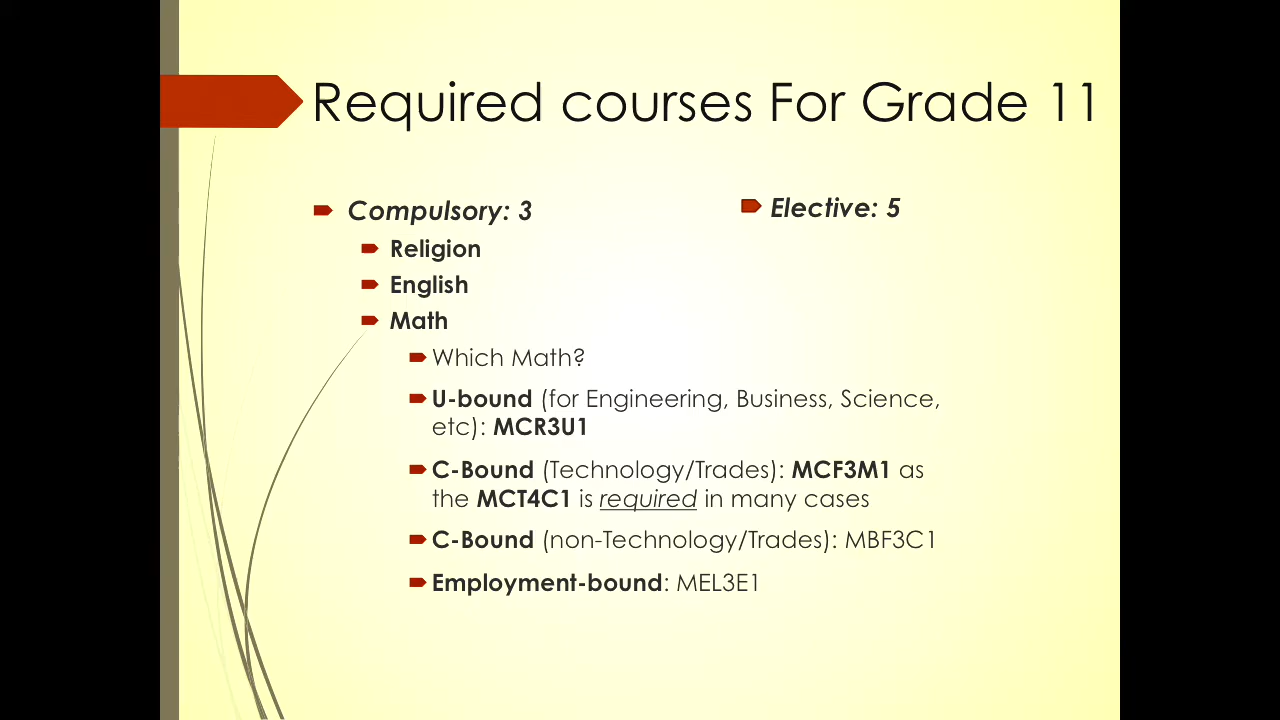 Required courses For Grade 11
Compulsory: 3
Religion
English
Math
Which Math?
U-bound (for Engineering, Business, Science,
etc): MCR3U1
C-Bound (Technology/Trades): MCF3M1 as
the MCT4C1 is required in many cases
C-Bound (non-Technology/Trades): MBF3C1
Employment-bound: MEL3E1
Elective: 5